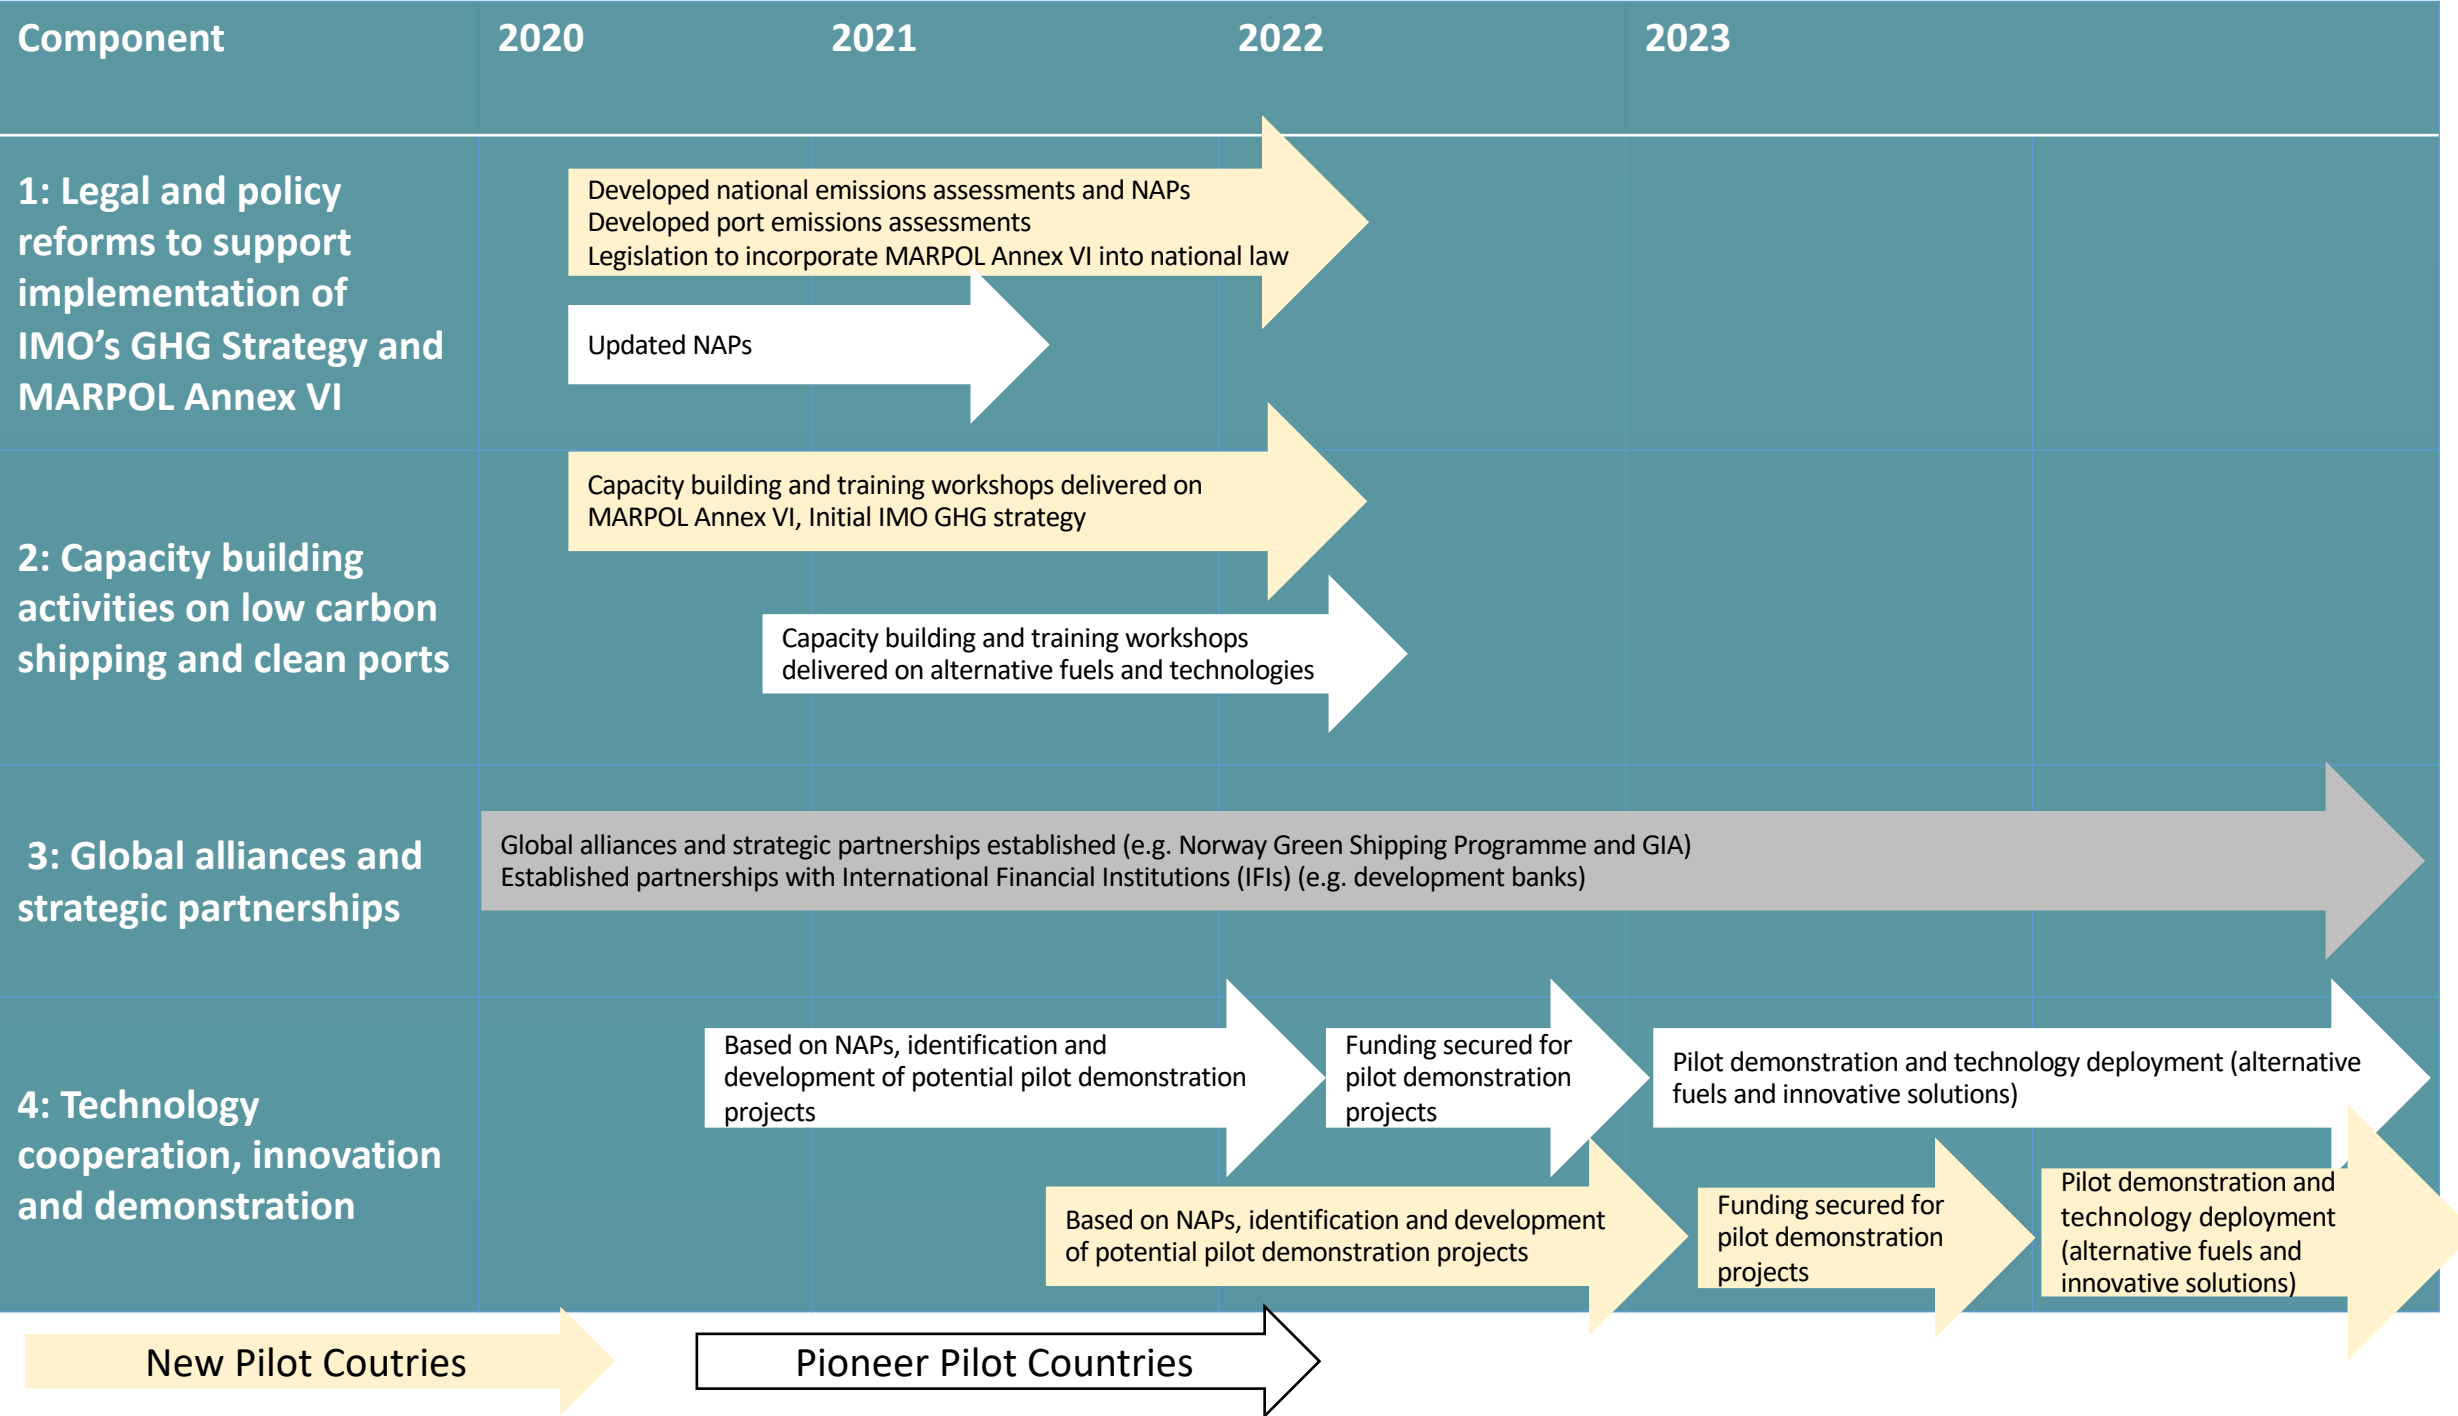 Component 2020 2021 2022 2023
1: Legal and policy
reforms to support
implementation of
IMO’s GHG Strategy and
MARPOL Annex VI
Developed national emissions assessments and NAPs
Developed port emissions assessments
Legislation to incorporate MARPOL Annex VI into national law
Updated NAPs
2: Capacity building
activities on low carbon
shipping and clean ports
Capacity building and training workshops delivered on
MARPOL Annex VI, Initial IMO GHG strategy
Capacity building and training workshops
delivered on alternative fuels and technologies
3: Global alliances and
strategic partnerships
Global alliances and strategic partnerships established (e.g. Norway Green Shipping Programme and GIA)
Established partnerships with International Financial Institutions (IFIs) (e.g. development banks)
4: Technology
cooperation, innovation
and demonstration
Based on NAPs, identification and
development of potential pilot demonstration
projects
Funding secured for
pilot demonstration
projects
Pilot demonstration and technology deployment (alternative
fuels and innovative solutions)
Based on NAPs, identification and development
of potential pilot demonstration projects
Funding secured for
pilot demonstration
projects
Pilot demonstration and
technology deployment
(alternative fuels and
innovative solutions)
New Pilot Coutries
Pioneer Pilot Countries